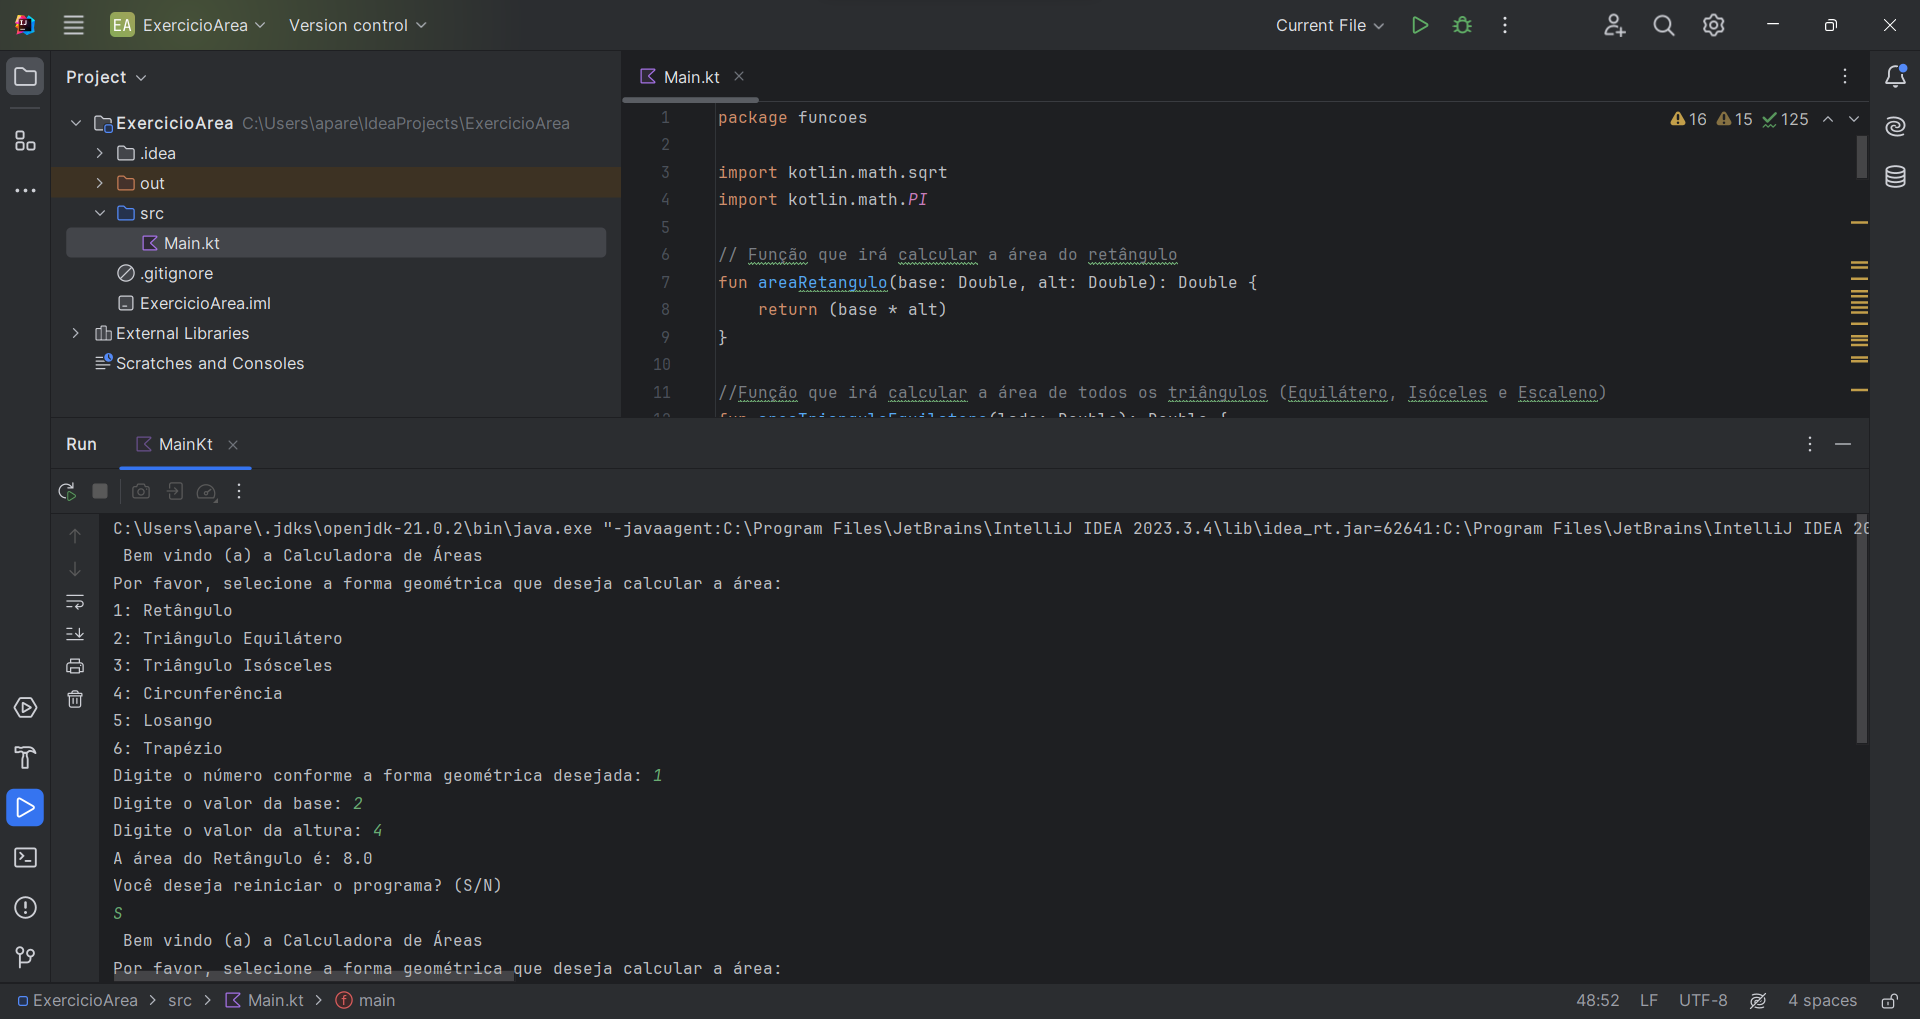 EA ExercicioArea Version control Current File
Project
ExercicioArea C:\Users\apare\IdeaProjects\ExercicioArea
.idea
out
src
Main.kt
.gitignore
ExercicioArea.iml
External Libraries
Scratches and Consoles
Main.kt
16 15 125
1 package funcoes
2
3 import kotlin.math.sqrt
4 import kotlin.math.PI
5
6 // Função que irá calcular a área do retângulo
7 fun areaRetangulo(base: Double, alt: Double): Double {
8 return (base * alt)
9 }
10
11 //Função que irá calcular a área de todos os triângulos (Equilátero, Isóceles e Escaleno)
Run MainKt
C:\Users\apare\.jdks\openjdk-21.0.2\bin\java.exe "-javaagent:C:\Program Files\JetBrains\IntelliJ IDEA 2023.3.4\lib\idea_rt.jar=62641:C:\Program Files\JetBrains\IntelliJ IDEA 20
Bem vindo (a) a Calculadora de Áreas
Por favor, selecione a forma geométrica que deseja calcular a área:
1: Retângulo
2: Triângulo Equilátero
3: Triângulo Isósceles
4: Circunferência
5: Losango
6: Trapézio
Digite o número conforme a forma geométrica desejada: 1
Digite o valor da base: 2
Digite o valor da altura: 4
A área do Retângulo é: 8.0
Você deseja reiniciar o programa? (S/N)
S
Bem vindo (a) a Calculadora de Áreas
Por favor, selecione a forma geométrica que deseja calcular a área:
ExercicioArea > src > Main.kt > main 48:52 LF UTF-8 4 spaces